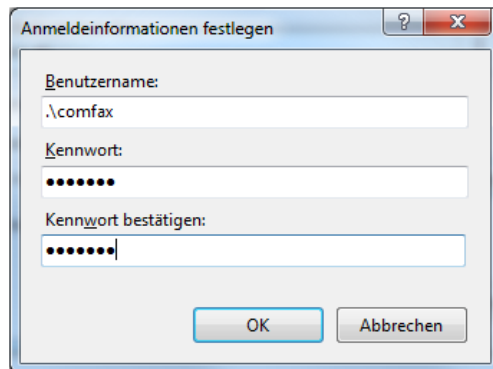 Anmeldeinformationen festlegen
Benutzername:
.\comfax
Kennwort:
●●●●●●●
Kennwort bestätigen:
●●●●●●●
OK
Abbrechen